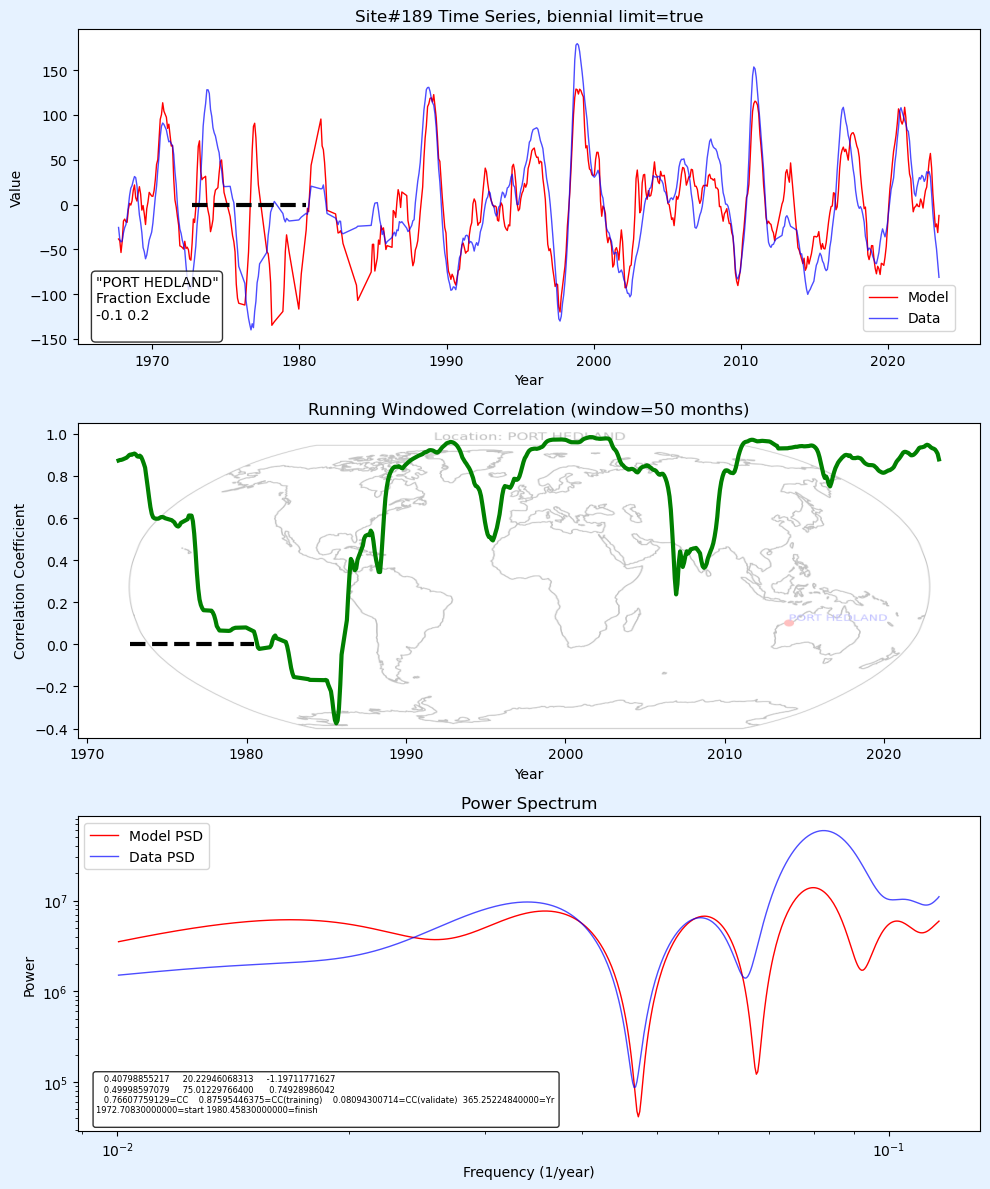 Site#189 Time Series, biennial limit=true
150
100
50
0
−50
−100
−150
Value
"PORT HEDLAND"
Fraction Exclude
-0.1 0.2
Model
Data
1970
1980
1990
2000
2010
2020
Year
Running Windowed Correlation (window=50 months)
Location: PORT HEDLAND
1.0
0.8
0.6
0.4
0.2
0.0
−0.2
−0.4
Correlation Coefficient
PORT HEDLAND
1970
1980
1990
2000
2010
2020
Year
Power Spectrum
Model PSD
Data PSD
10^7
10^6
10^5
Power
0.40798855217 20.22946068313 -1.19711771627
0.49998597079 75.01229766400 0.74928986042
0.76607759129=CC 0.87595446375=CC(training) 0.08094300714=CC(validate) 365.25224840000=Yr
1972.70830000000=start 1980.45830000000=finish
10^−2
10^−1
Frequency (1/year)